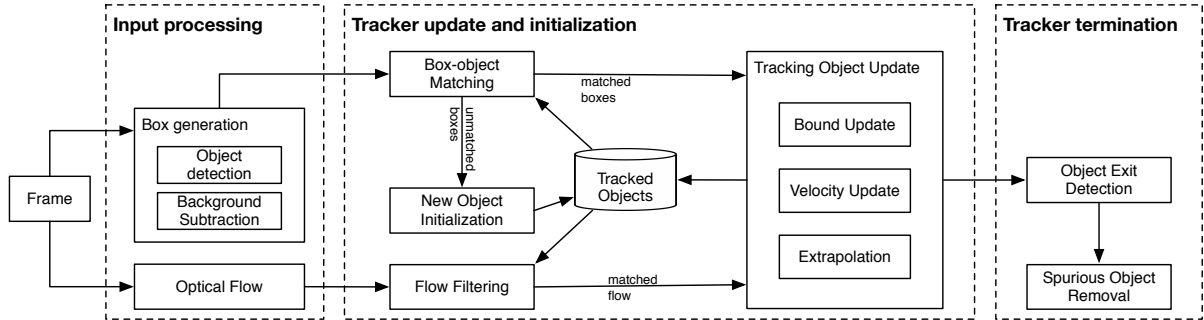 Input processing
Tracker update and initialization
Tracker termination
Frame
Box generation
Object
detection
Background
Subtraction
Optical Flow
Box-object
Matching
matched
boxes
unmatched
boxes
New Object
Initialization
Tracked
Objects
Flow Filtering
matched
flow
Tracking Object Update
Bound Update
Velocity Update
Extrapolation
Object Exit
Detection
Spurious Object
Removal